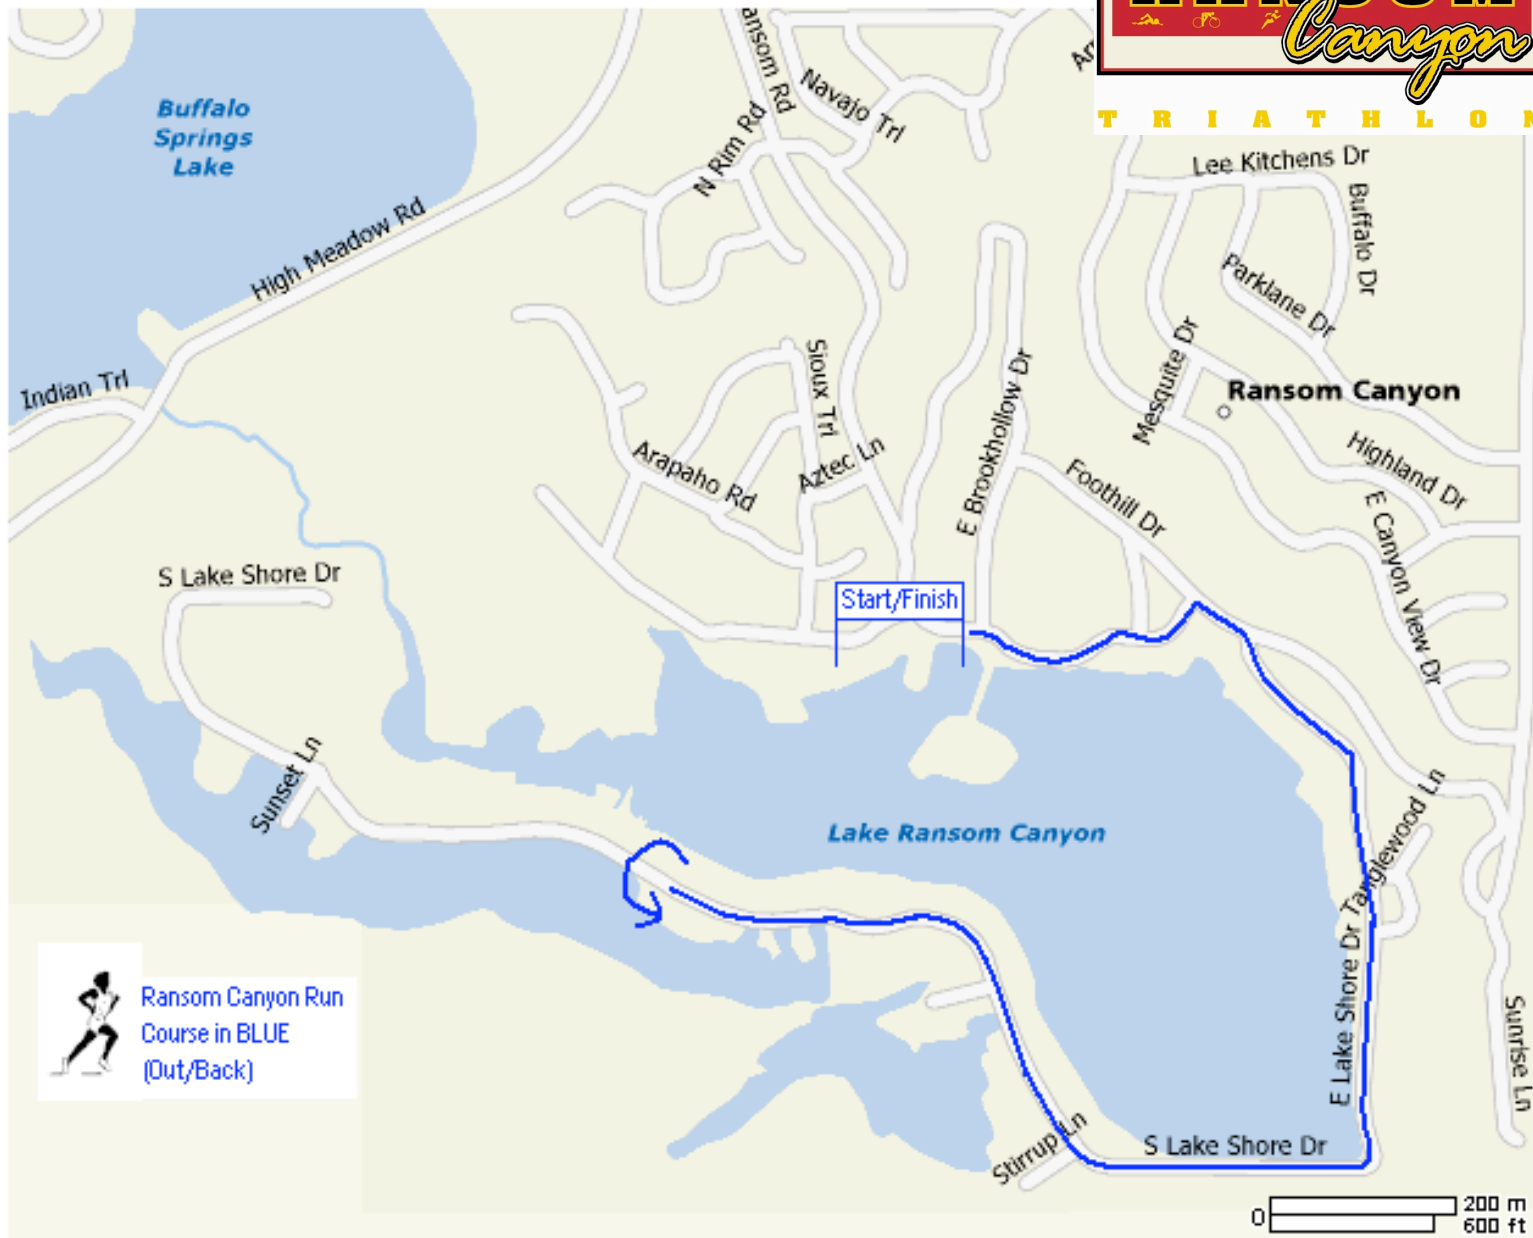 Canyon
TRIATHLON
Buffalo
Springs
Lake
Navajo Trl
N Rim Rd
Lee Kitchens Dr
Buffalo Dr
High Meadow Rd
Parklane Dr
Indian Trl
Sioux Trl
Mesquite Dr
Ransom Canyon
Arapaho Rd
Aztec Ln
E Brookhollow Dr
Foothill Dr
Highland Dr
E Canyon View Dr
S Lake Shore Dr
Start/Finish
Sunset Ln
Lake Ransom Canyon
Tanglewood Ln
E Lake Shore Dr
Ransom Canyon Run
Course in BLUE
(Out/Back)
Sunrise Ln
Stirrup Ln
S Lake Shore Dr
0
200 m
600 ft